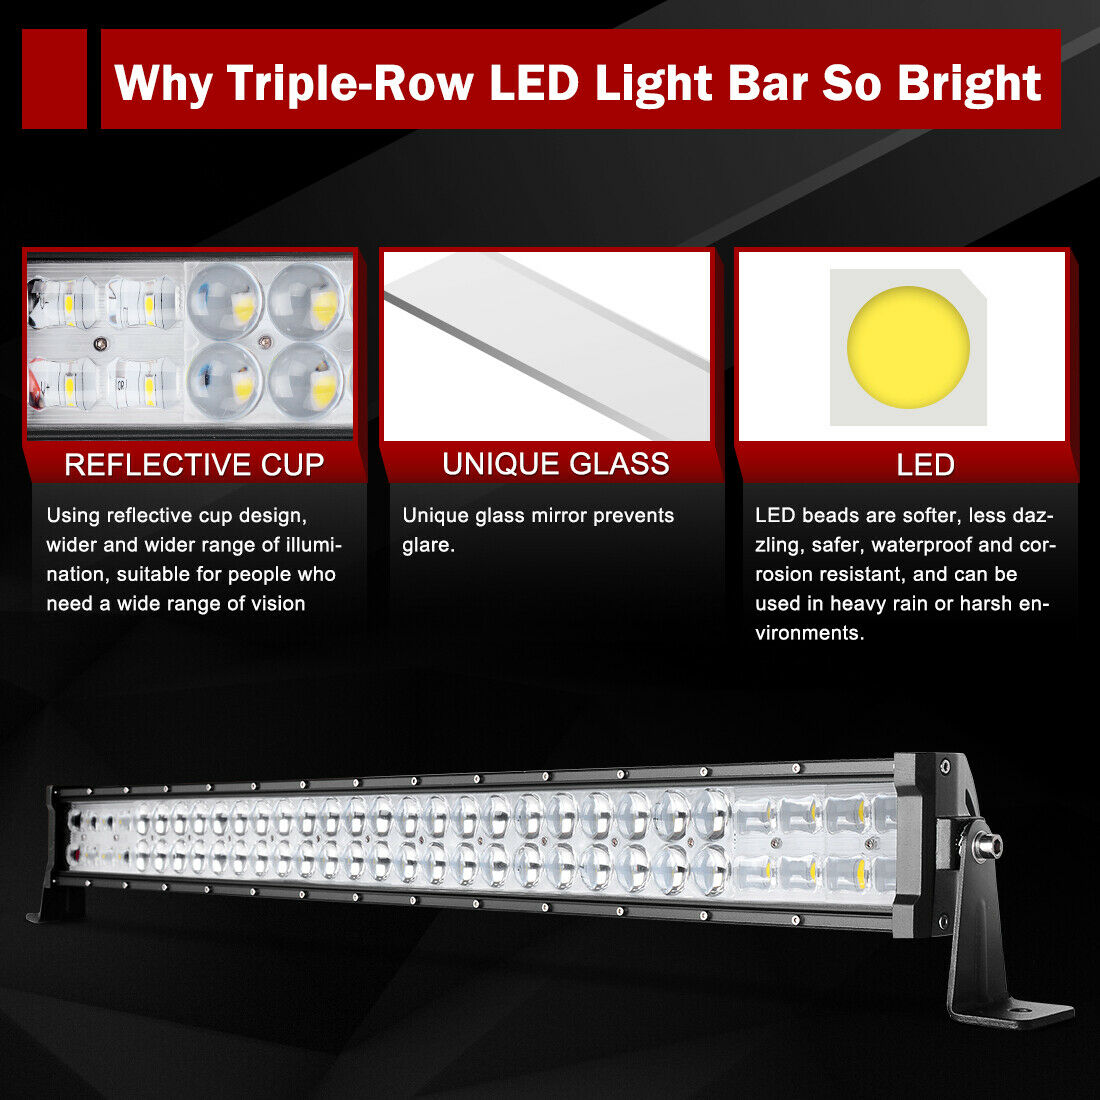 Why Triple-Row LED Light Bar So Bright
REFLECTIVE CUP
Using reflective cup design,
wider and wider range of illumi-
nation, suitable for people who
need a wide range of vision
UNIQUE GLASS
Unique glass mirror prevents
glare.
LED
LED beads are softer, less daz-
zling, safer, waterproof and cor-
rosion resistant, and can be
used in heavy rain or harsh en-
vironments.